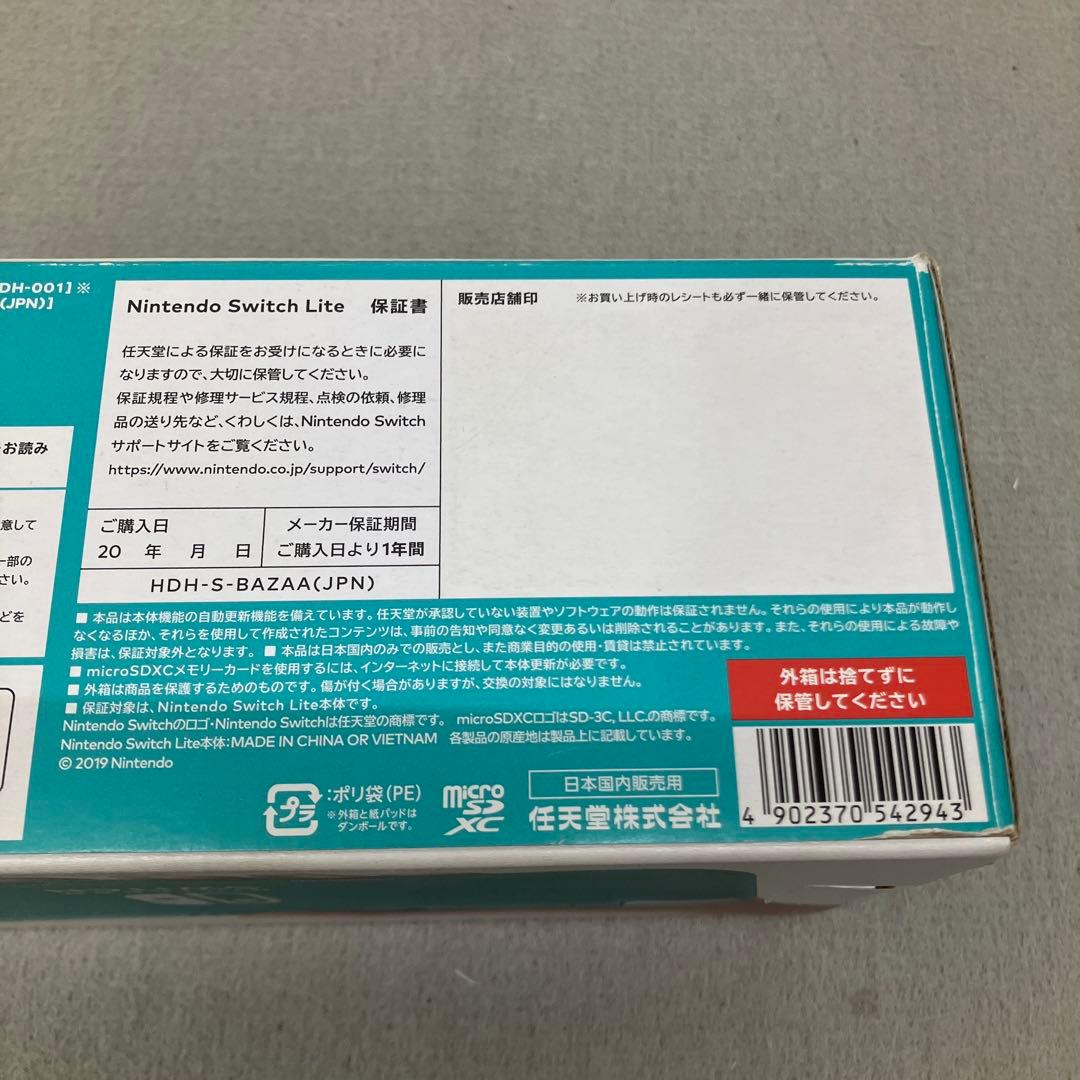 DH-001] ※
(JPN)]
お読み
意して
一部の
さい。
どを
Nintendo Switch Lite 保証書
任天堂による保証をお受けになるときに必要に
なりますので、大切に保管してください。
保証規程や修理サービス規程、点検の依頼、修理
品の送り先など、くわしくは、Nintendo Switch
サポートサイトをご覧ください。
https://www.nintendo.co.jp/support/switch/
ご購入日
20 年 月 日
メーカー保証期間
ご購入日より1年間
HDH-S-BAZAA(JPN)
販売店舗印 ※お買い上げ時のレシートも必ず一緒に保管してください。
■ 本品は本体機能の自動更新機能を備えています。任天堂が承認していない装置やソフトウェアの動作は保証されません。それらの使用により本品が動作し
なくなるほか、それらを使用して作成されたコンテンツは、事前の告知や同意なく変更あるいは削除されることがあります。また、それらの使用による故障や
損害は、保証対象外となります。 ■ 本品は日本国内のみでの販売とし、また商業目的の使用・賃貸は禁止されています。
■ microSDXCメモリーカードを使用するには、インターネットに接続して本体更新が必要です。
■ 外箱は商品を保護するためのものです。傷が付く場合がありますが、交換の対象にはなりません。
■ 保証対象は、Nintendo Switch Lite本体です。
Nintendo Switchのロゴ・Nintendo Switchは任天堂の商標です。 microSDXCロゴはSD-3C, LLC.の商標です。
Nintendo Switch Lite本体：MADE IN CHINA OR VIETNAM 各製品の原産地は製品上に記載しています。
© 2019 Nintendo
外箱は捨てずに
保管してください
プラ
：ポリ袋(PE)
※外箱と紙パッドは
ダンボールです。
micro
SD
XC
日本国内販売用
任天堂株式会社
4 902370 542943